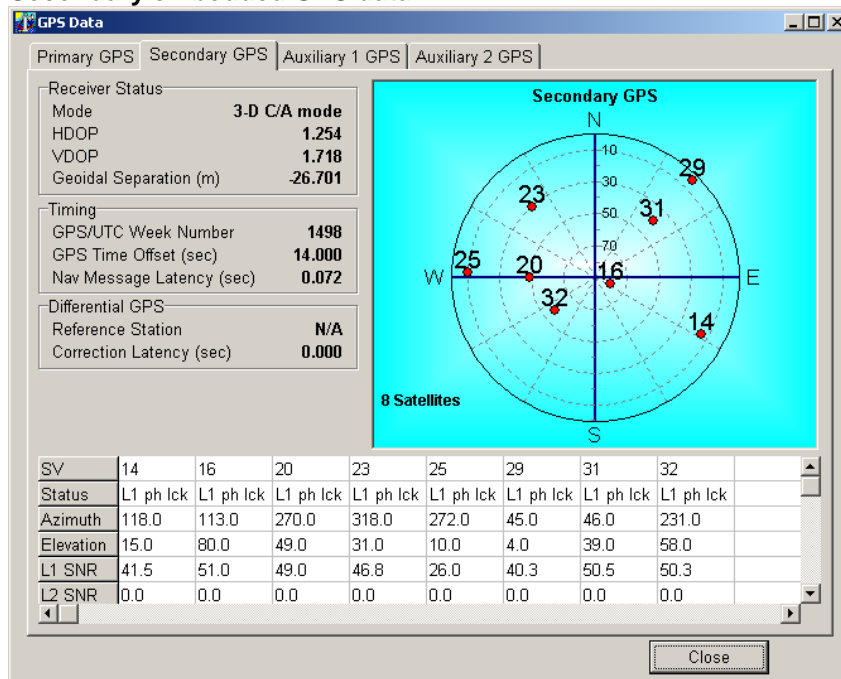 GPS Data
Primary GPS Secondary GPS Auxiliary 1 GPS Auxiliary 2 GPS
Receiver Status
Mode 3-D C/A mode
HDOP 1.254
VDOP 1.718
Geoidal Separation (m) -26.701
Timing
GPS/UTC Week Number 1498
GPS Time Offset (sec) 14.000
Nav Message Latency (sec) 0.072
Differential GPS
Reference Station N/A
Correction Latency (sec) 0.000
Secondary GPS
N
10
29
30
23
31
50
70
25
20
16
W
E
32
14
8 Satellites
S
SV 14 16 20 23 25 29 31 32
Status L1 ph lck L1 ph lck L1 ph lck L1 ph lck L1 ph lck L1 ph lck L1 ph lck L1 ph lck
Azimuth 118.0 113.0 270.0 318.0 272.0 45.0 46.0 231.0
Elevation 15.0 80.0 49.0 31.0 10.0 4.0 39.0 58.0
L1 SNR 41.5 51.0 49.0 46.8 26.0 40.3 50.5 50.3
L2 SNR 0.0 0.0 0.0 0.0 0.0 0.0 0.0 0.0
Close